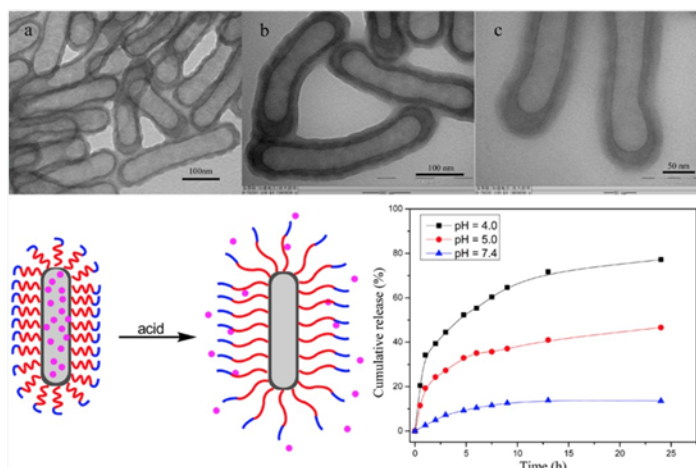 a
b
c
100nm
100 nm
50 nm
acid
pH = 4.0
pH = 5.0
pH = 7.4
Cumulative release (%)
100
80
60
40
20
0
0 5 10 15 20 25
Time (h)